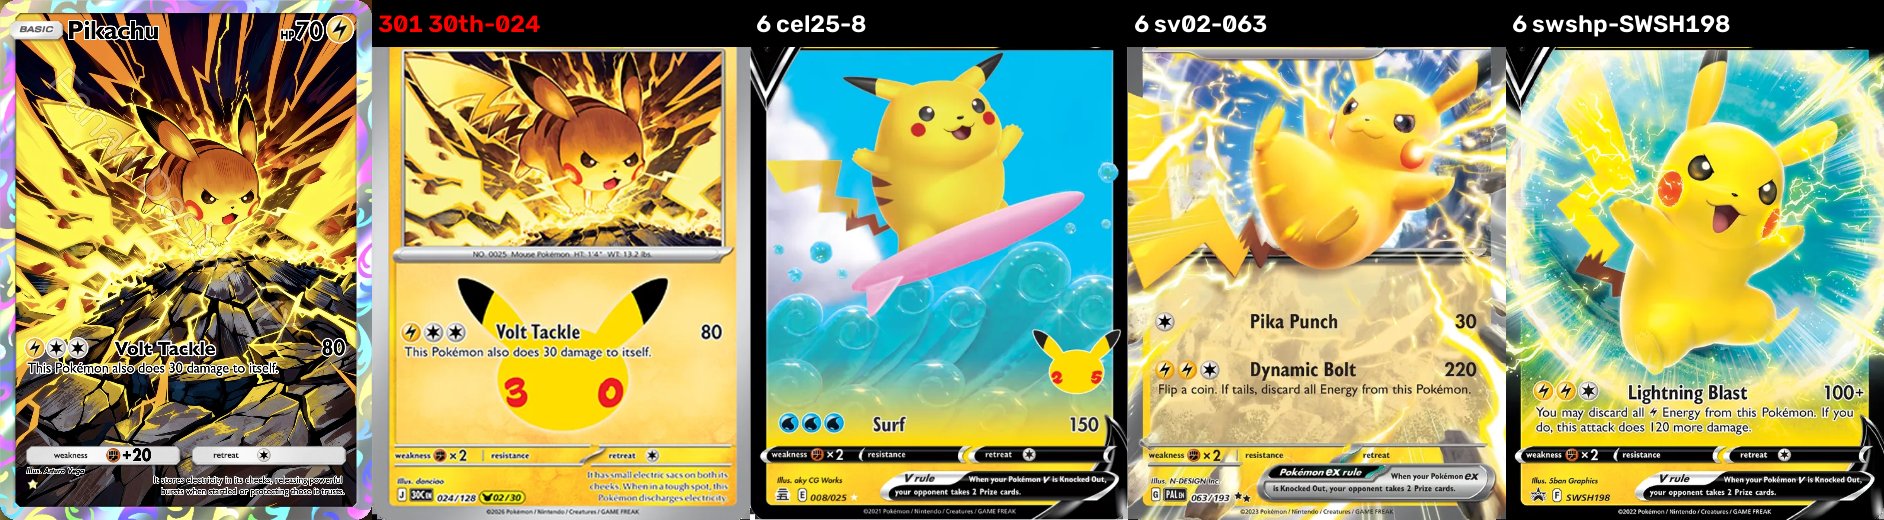 BASIC Pikachu HP70
Volt Tackle 80
This Pokémon also does 30 damage to itself.
weakness +20 retreat
It stores electricity in its cheeks, releasing powerful
bursts when startled or protecting those it trusts.
301 30th-024
NO. 0025 Mouse Pokémon HT: 1'4" WT: 13.2 lbs.
Volt Tackle 80
This Pokémon also does 30 damage to itself.
3 0
weakness ×2 resistance retreat
Illus. danciao
It has small electric sacs on both its
cheeks. When in a tough spot, this
Pokémon discharges electricity.
J 30C EN 024/128 02/30
©2026 Pokémon / Nintendo / Creatures / GAME FREAK
6 cel25-8
2 5
Surf 150
weakness ×2 resistance retreat
Illus. aky CG Works
V rule When your Pokémon V is Knocked Out,
your opponent takes 2 Prize cards.
E 008/025
©2021 Pokémon / Nintendo / Creatures / GAME FREAK
6 sv02-063
Pika Punch 30
Dynamic Bolt 220
Flip a coin. If tails, discard all Energy from this Pokémon.
weakness ×2 resistance retreat
Illus. N-DESIGN Inc.
Pokémon ex rule When your Pokémon ex
is Knocked Out, your opponent takes 2 Prize cards.
G PAL EN 063/193
©2023 Pokémon / Nintendo / Creatures / GAME FREAK
6 swshp-SWSH198
Lightning Blast 100+
You may discard all Energy from this Pokémon. If you
do, this attack does 120 more damage.
weakness ×2 resistance retreat
Illus. 5ban Graphics
V rule When your Pokémon V is Knocked Out,
your opponent takes 2 Prize cards.
F SWSH198
©2022 Pokémon / Nintendo / Creatures / GAME FREAK